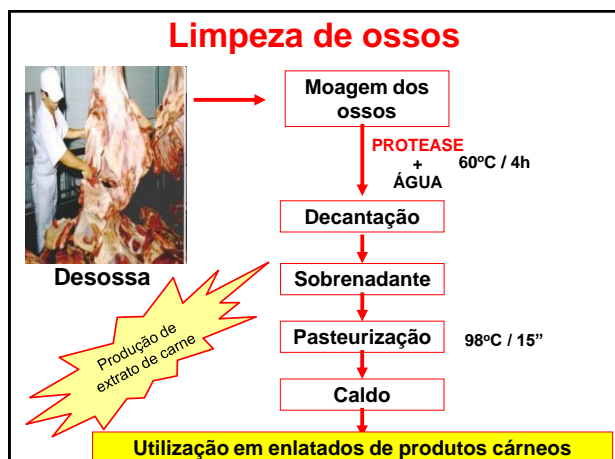 Limpeza de ossos
Moagem dos
ossos
PROTEASE
+
ÁGUA
60ºC / 4h
Decantação
Desossa
Sobrenadante
Produção de
extrato de carne
Pasteurização
98ºC / 15”
Caldo
Utilização em enlatados de produtos cárneos